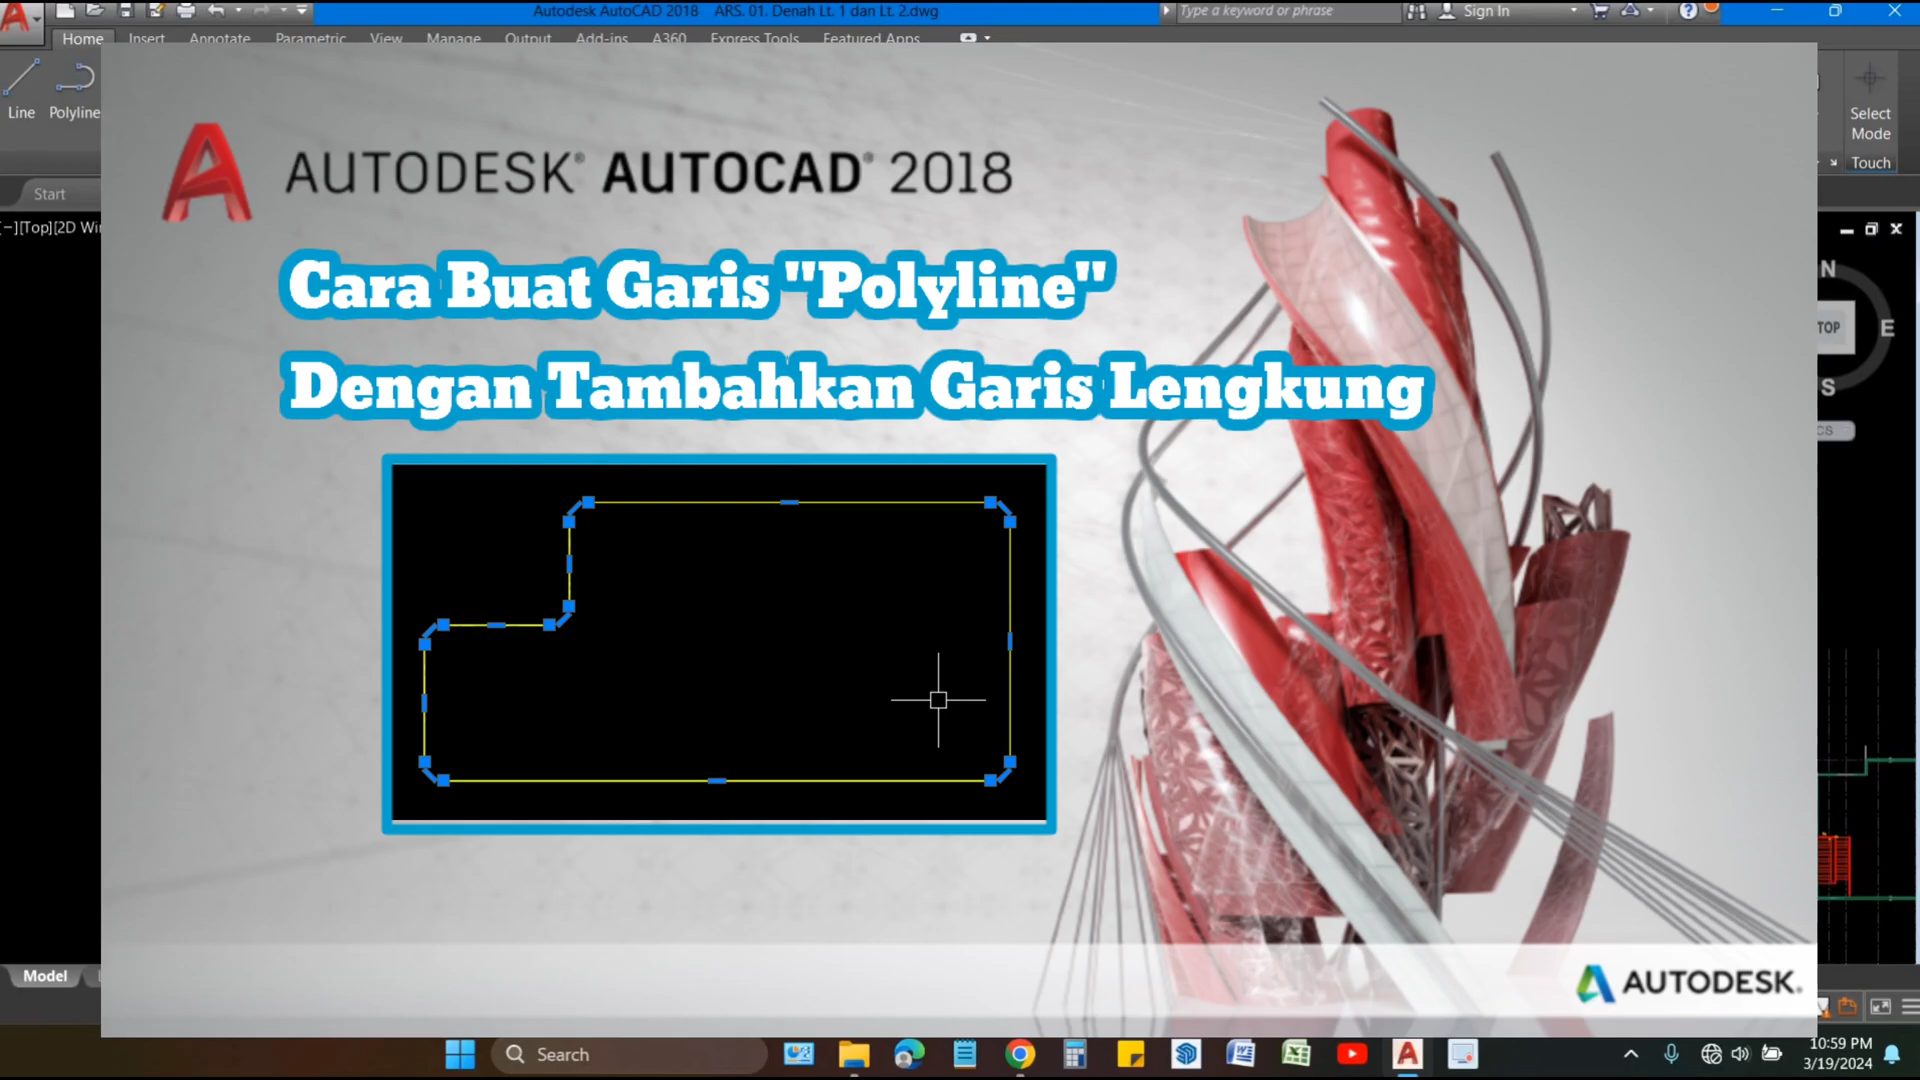 Autodesk AutoCAD 2018 ARS. 01. Denah Lt. 1 dan Lt. 2.dwg
Type a keyword or phrase
Sign In
Home Insert Annotate Parametric View Manage Output Add-ins A360 Express Tools Featured Apps
Line Polyline
Select
Mode
Touch
Start
[−][Top][2D Wi
AUTODESK® AUTOCAD® 2018
Cara Buat Garis "Polyline"
Dengan Tambahkan Garis Lengkung
N
TOP
E
S
CS
Model
AUTODESK.
Search
10:59 PM
3/19/2024